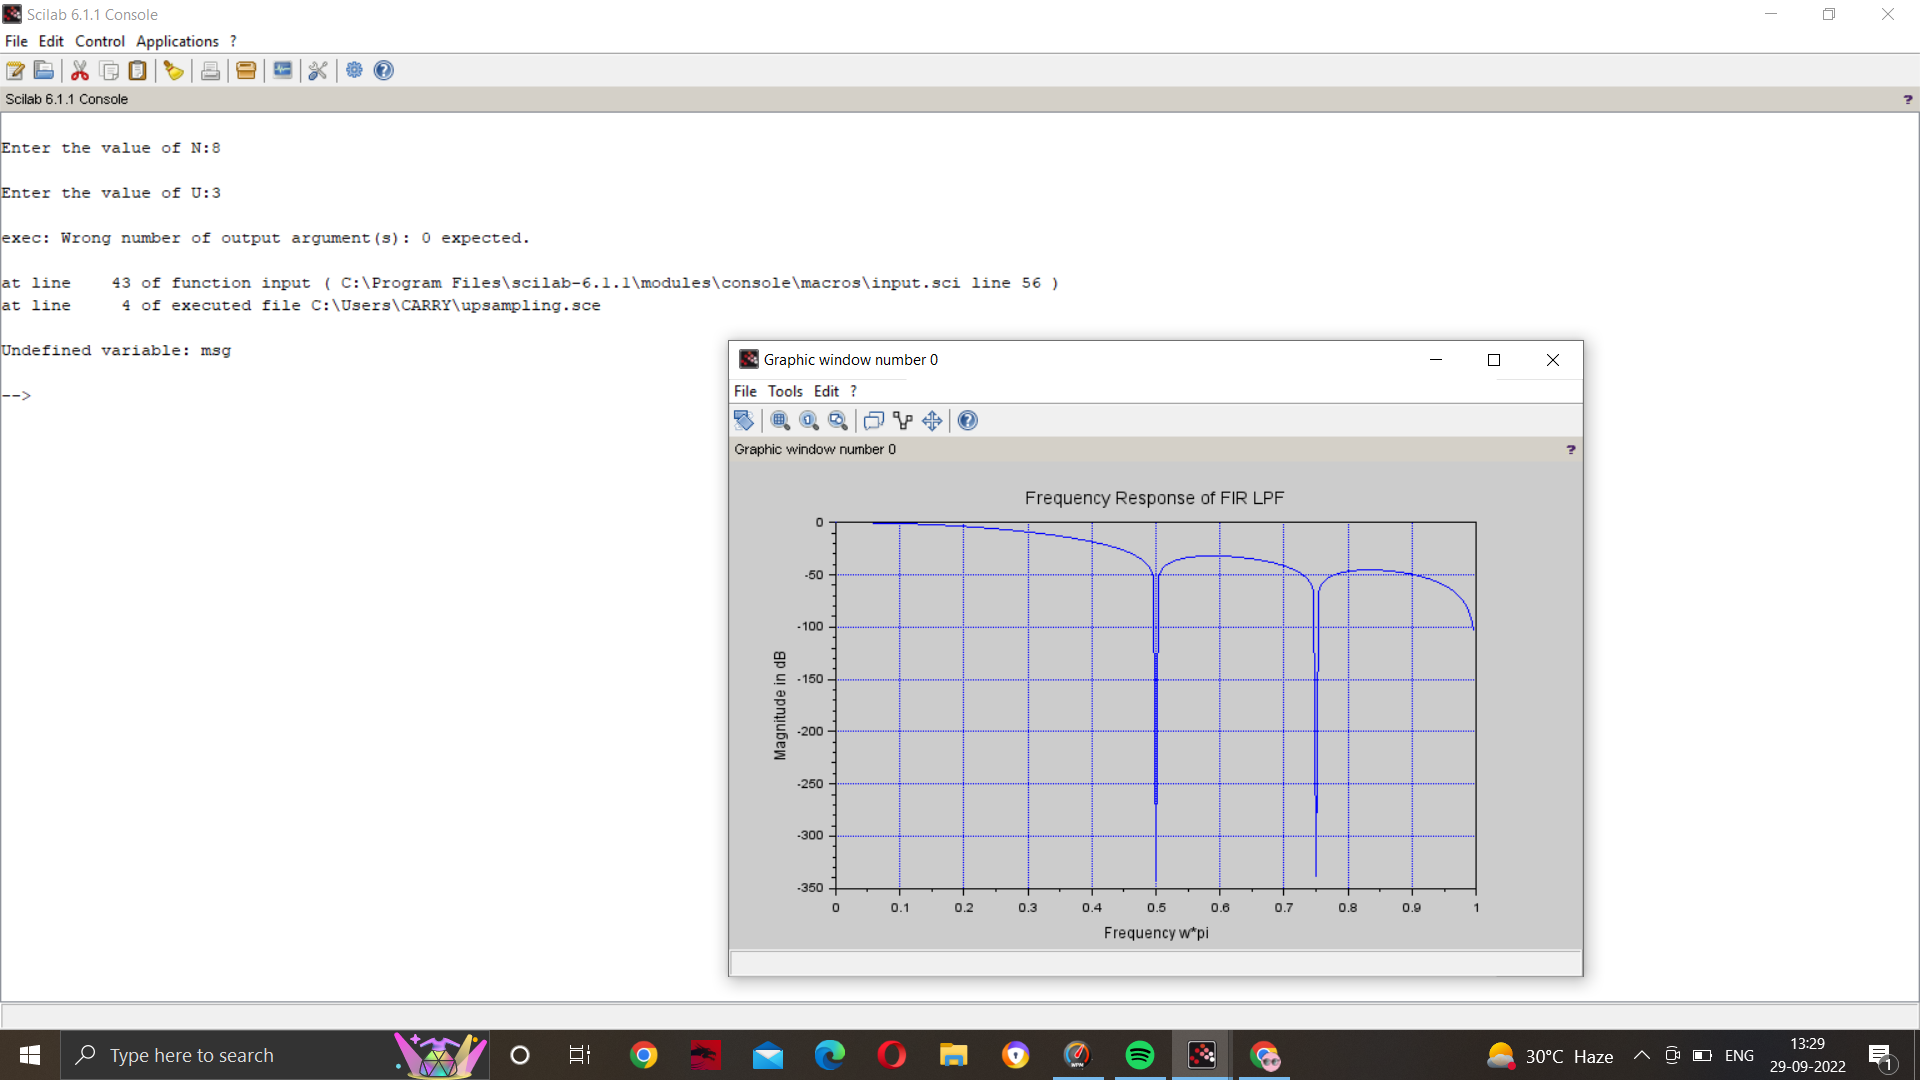 Scilab 6.1.1 Console
File Edit Control Applications ?
Scilab 6.1.1 Console ?
Enter the value of N:8
Enter the value of U:3
exec: Wrong number of output argument(s): 0 expected.
at line 43 of function input ( C:\Program Files\scilab-6.1.1\modules\console\macros\input.sci line 56 )
at line 4 of executed file C:\Users\CARRY\upsampling.sce
Undefined variable: msg
-->
Graphic window number 0
File Tools Edit ?
Graphic window number 0 ?
Frequency Response of FIR LPF
Magnitude in dB
0
-50
-100
-150
-200
-250
-300
-350
0 0.1 0.2 0.3 0.4 0.5 0.6 0.7 0.8 0.9 1
Frequency w*pi
Type here to search
30°C Haze
ENG
13:29
29-09-2022
1